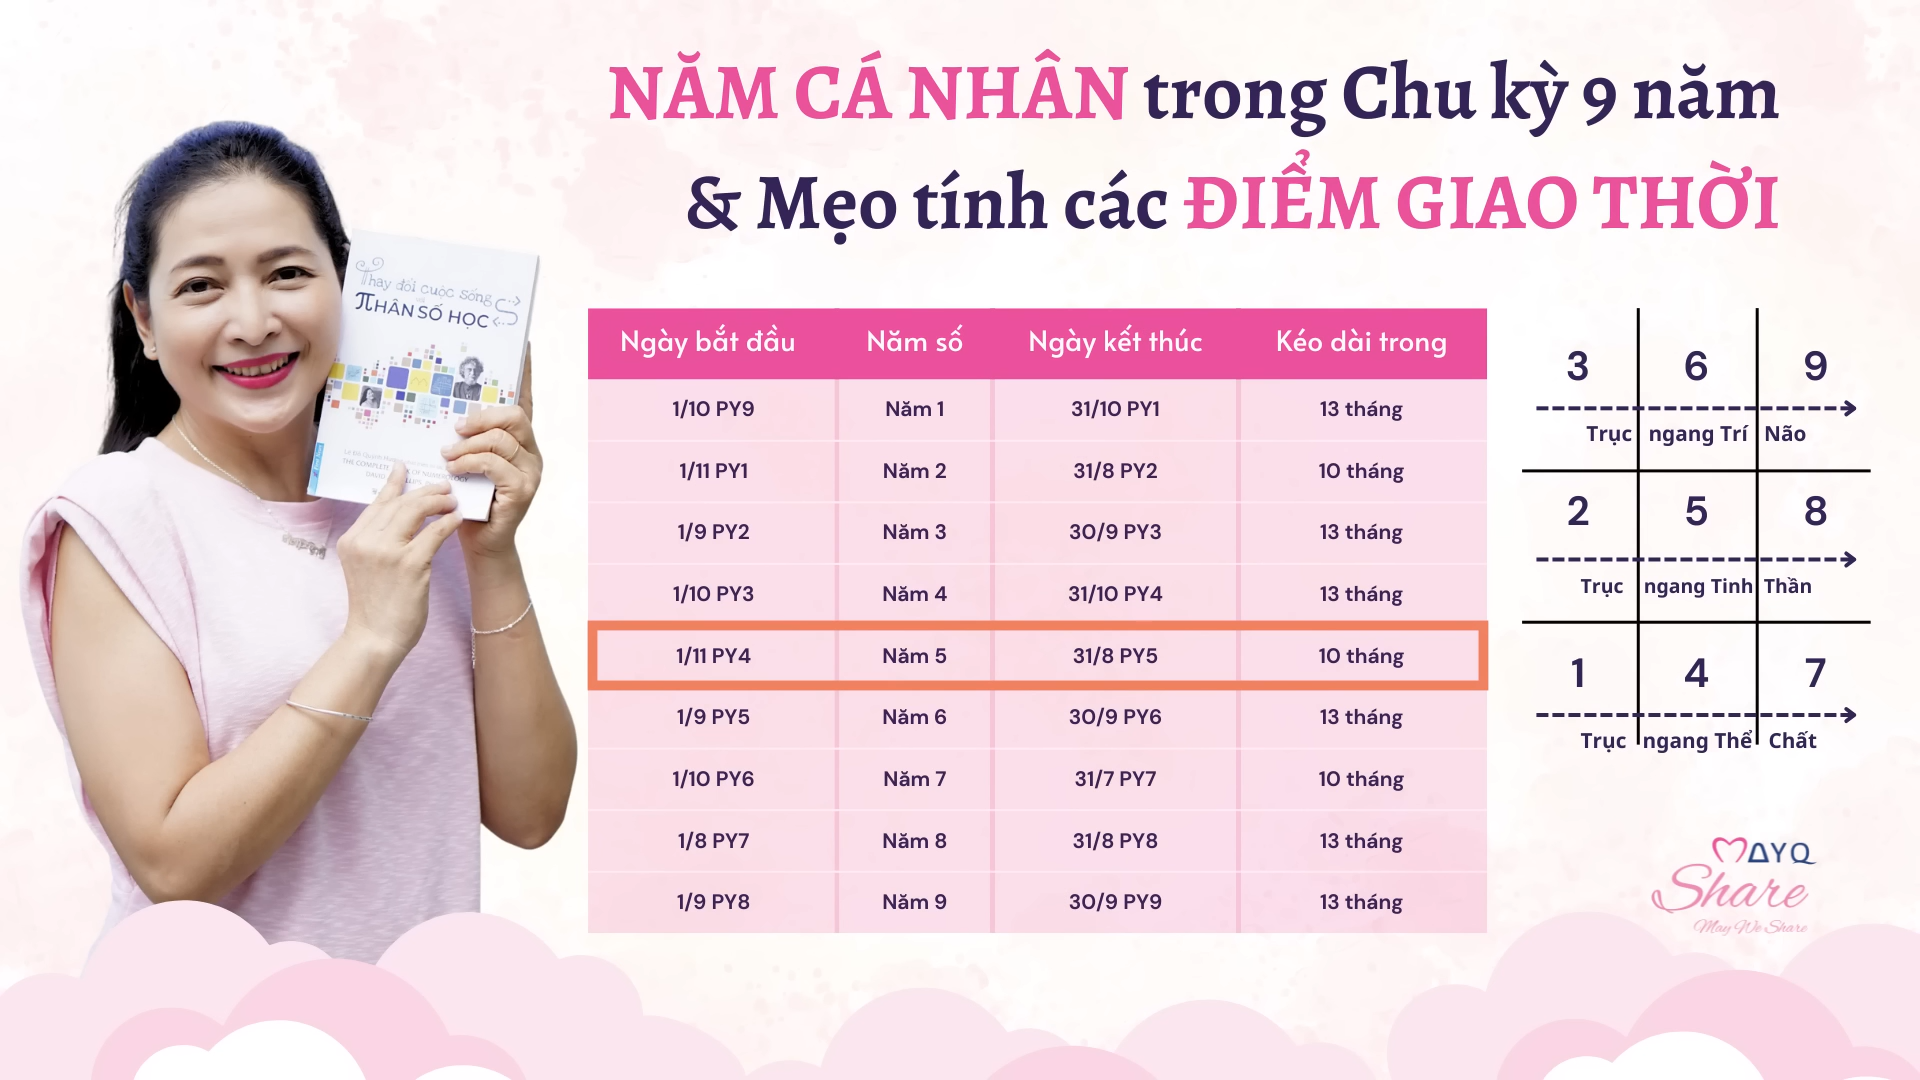 NĂM CÁ NHÂN trong Chu kỳ 9 năm
& Mẹo tính các ĐIỂM GIAO THỜI
Thay đổi cuộc sống
πHÂN SỐ HỌC
Ngày bắt đầu Năm số Ngày kết thúc Kéo dài trong
1/10 PY9 Năm 1 31/10 PY1 13 tháng
1/11 PY1 Năm 2 31/8 PY2 10 tháng
1/9 PY2 Năm 3 30/9 PY3 13 tháng
1/10 PY3 Năm 4 31/10 PY4 13 tháng
1/11 PY4 Năm 5 31/8 PY5 10 tháng
1/9 PY5 Năm 6 30/9 PY6 13 tháng
1/10 PY6 Năm 7 31/7 PY7 10 tháng
1/8 PY7 Năm 8 31/8 PY8 13 tháng
1/9 PY8 Năm 9 30/9 PY9 13 tháng
3 6 9
Trục ngang Trí Não
2 5 8
Trục ngang Tinh Thần
1 4 7
Trục ngang Thể Chất
MAYQ
Share
May We Share